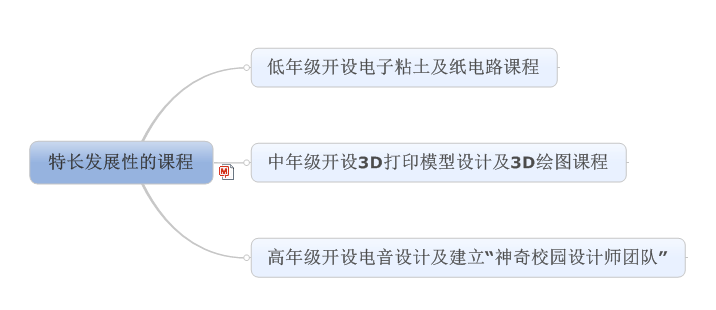 低年级开设电子粘土及纸电路课程
特长发展性的课程
中年级开设3D打印模型设计及3D绘图课程
高年级开设电音设计及建立“神奇校园设计师团队”